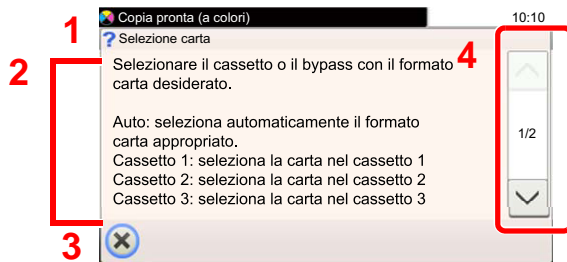 1
Copia pronta (a colori)
10:10
? Selezione carta
2
4
Selezionare il cassetto o il bypass con il formato
carta desiderato.
Auto: seleziona automaticamente il formato
carta appropriato.
1/2
Cassetto 1: seleziona la carta nel cassetto 1
Cassetto 2: seleziona la carta nel cassetto 2
Cassetto 3: seleziona la carta nel cassetto 3
3